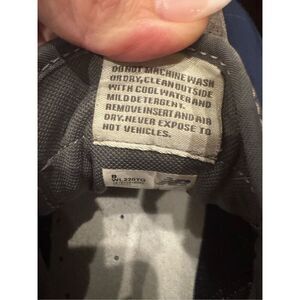 DO NOT MACHINE WASH
OR DRY, CLEAN OUTSIDE
WITH COOL WATER AND
MILD DETERGENT.
REMOVE INSERT AND AIR
DRY. NEVER EXPOSE TO
HOT VEHICLES.
B
WL220TG